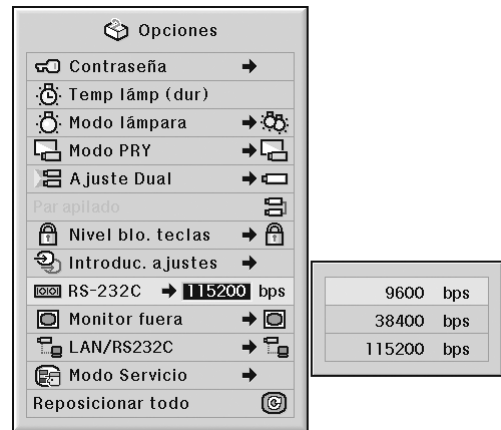 Opciones
Contraseña
Temp lámp (dur)
Modo lámpara
Modo PRY
Ajuste Dual
Par apilado
Nivel blo. teclas
Introduc. ajustes
RS-232C 115200 bps
Monitor fuera
LAN/RS232C
Modo Servicio
Reposicionar todo
9600 bps
38400 bps
115200 bps